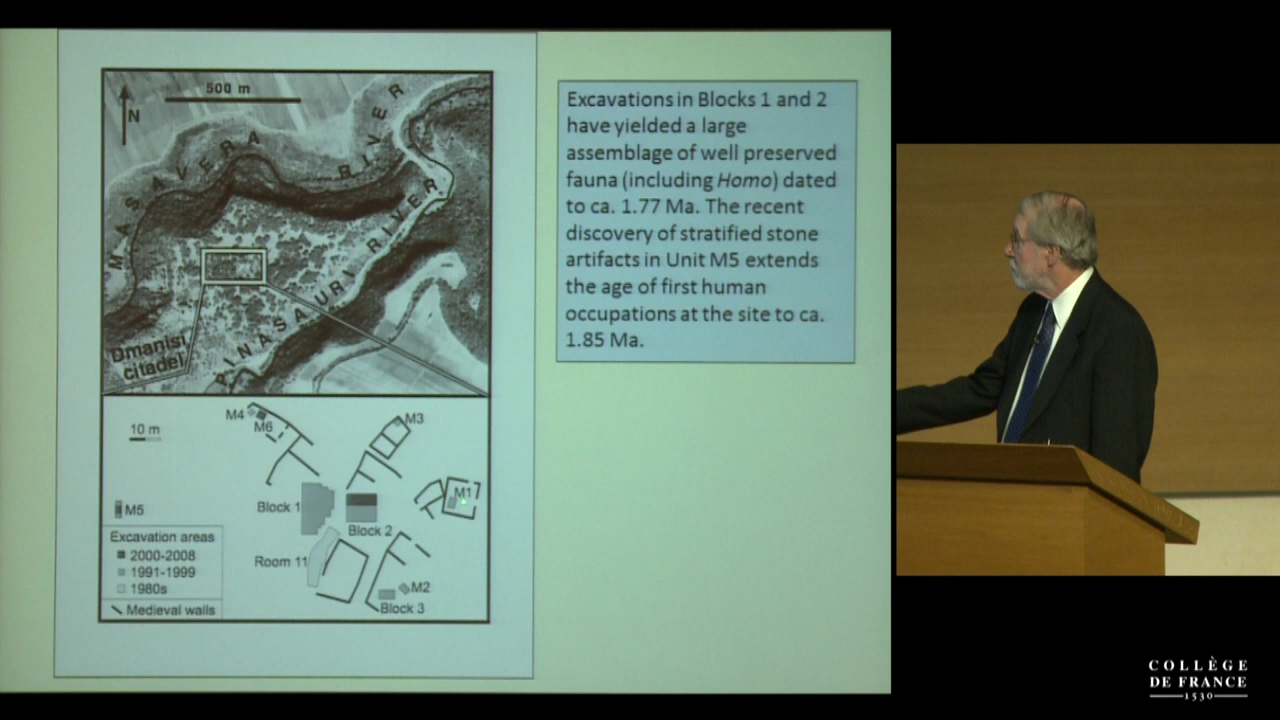 500 m
N
MASAVERA RIVER
PINASAURI RIVER
Dmanisi
citadel
M4
M6
M3
10 m
M1
Block 1
M5
Block 2
Excavation areas
2000-2008
1991-1999
1980s
Medieval walls
Room 11
M2
Block 3
Excavations in Blocks 1 and 2
have yielded a large
assemblage of well preserved
fauna (including Homo) dated
to ca. 1.77 Ma. The recent
discovery of stratified stone
artifacts in Unit M5 extends
the age of first human
occupations at the site to ca.
1.85 Ma.
COLLÈGE
DE FRANCE
1530